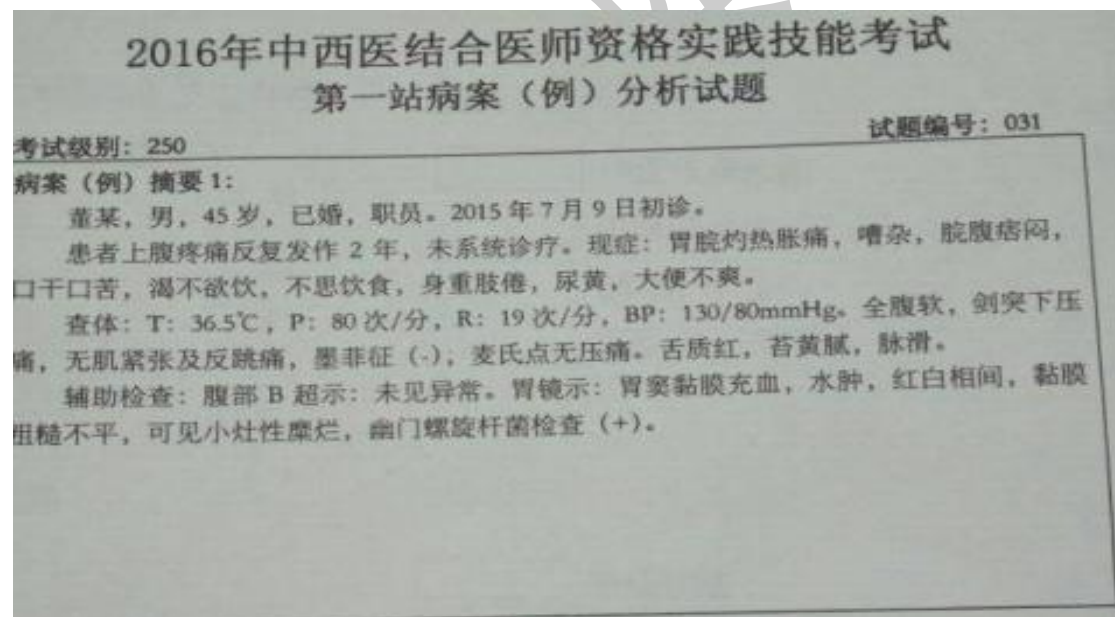 2016年中西医结合医师资格实践技能考试
第一站病案（例）分析试题
试题编号：031
考试级别：250
病案（例）摘要1：
董某，男，45岁，已婚，职员。2015年7月9日初诊。
患者上腹疼痛反复发作2年，未系统诊疗。现症：胃脘灼热胀痛，嘈杂，脘腹痞闷，
口干口苦，渴不欲饮，不思饮食，身重肢倦，尿黄，大便不爽。
查体：T：36.5℃，P：80次/分，R：19次/分，BP：130/80mmHg。全腹软，剑突下压
痛，无肌紧张及反跳痛，墨菲征（-），麦氏点无压痛。舌质红，苔黄腻，脉滑。
辅助检查：腹部B超示：未见异常。胃镜示：胃窦黏膜充血，水肿，红白相间，黏膜
粗糙不平，可见小灶性糜烂，幽门螺旋杆菌检查（+）。